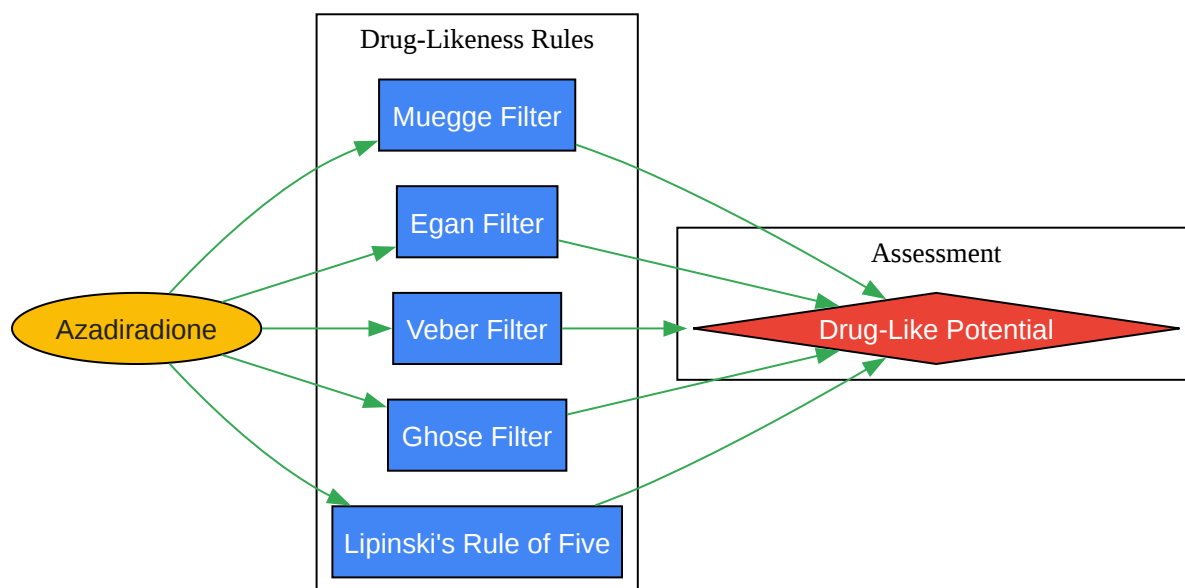 Drug-Likeness Rules
Muegge Filter
Egan Filter
Assessment
Azadiradione
Veber Filter
Drug-Like Potential
Ghose Filter
Lipinski's Rule of Five